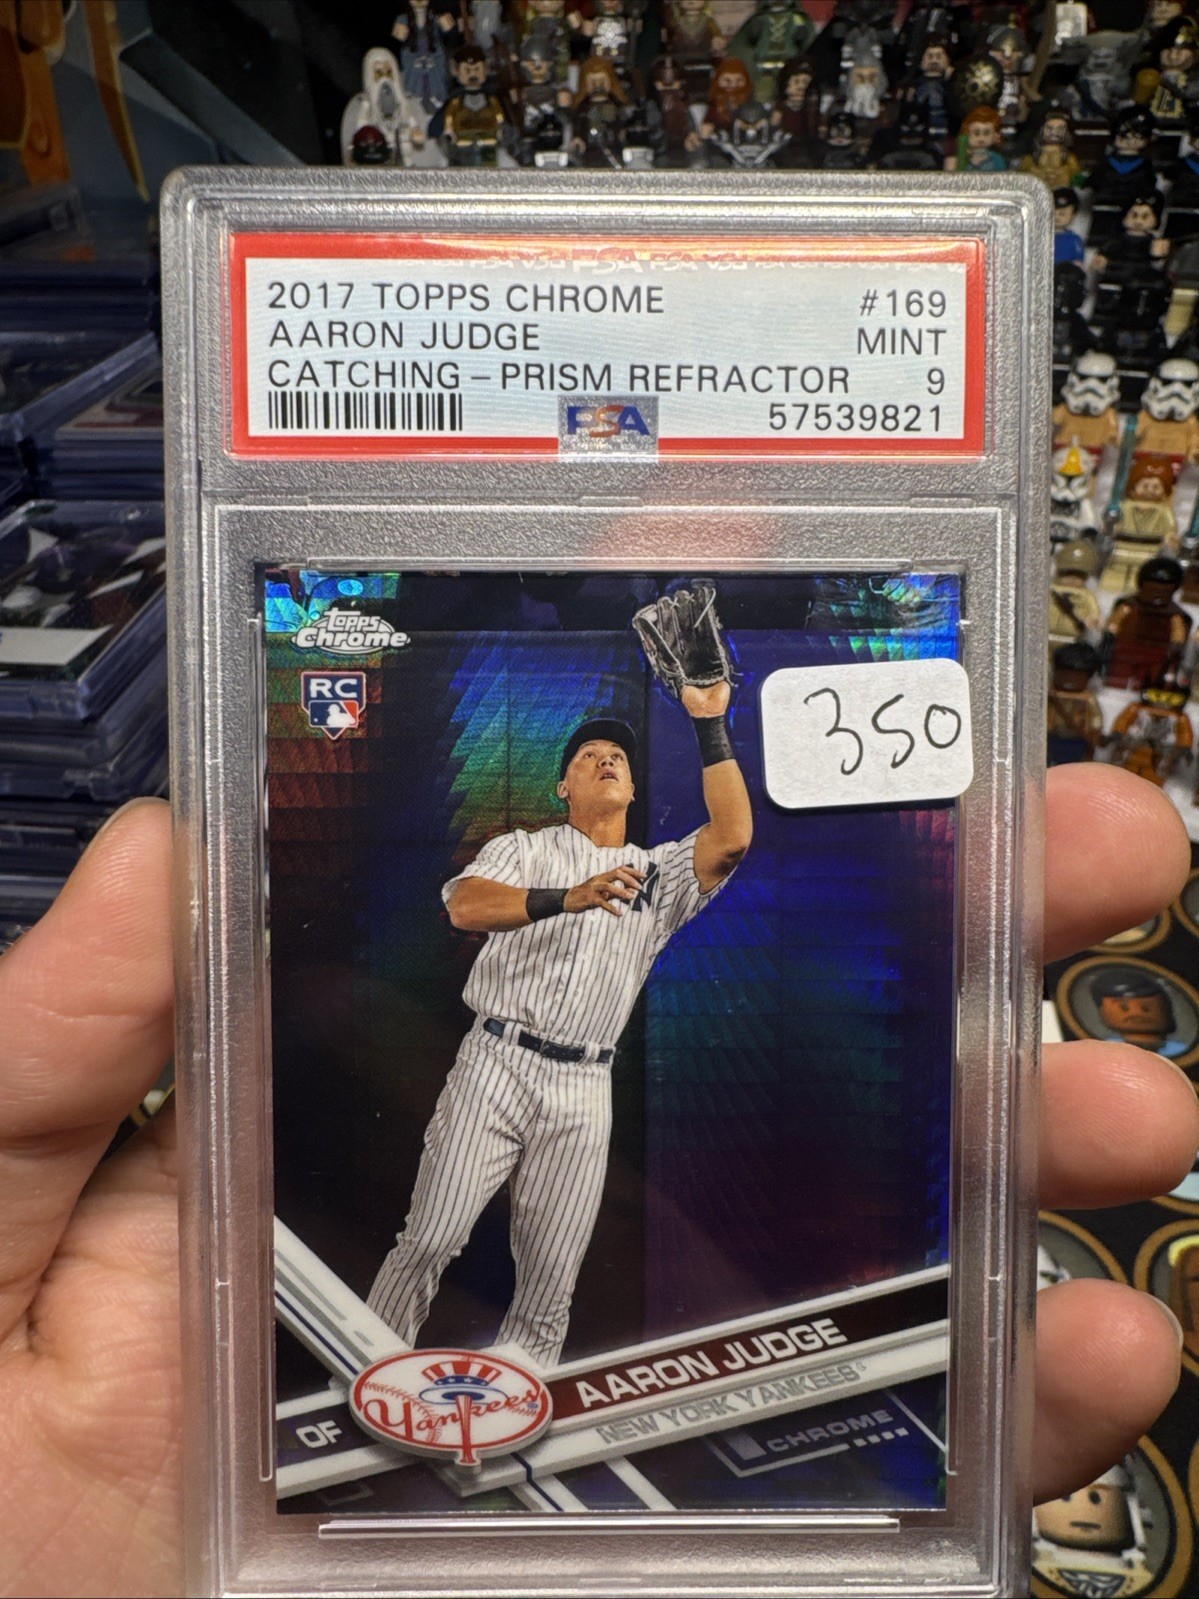 2017 TOPPS CHROME #169
AARON JUDGE MINT
CATCHING-PRISM REFRACTOR 9
PSA 57539821
Topps
Chrome
RC
350
AARON JUDGE
NEW YORK YANKEES
Yankees
OF
CHROME